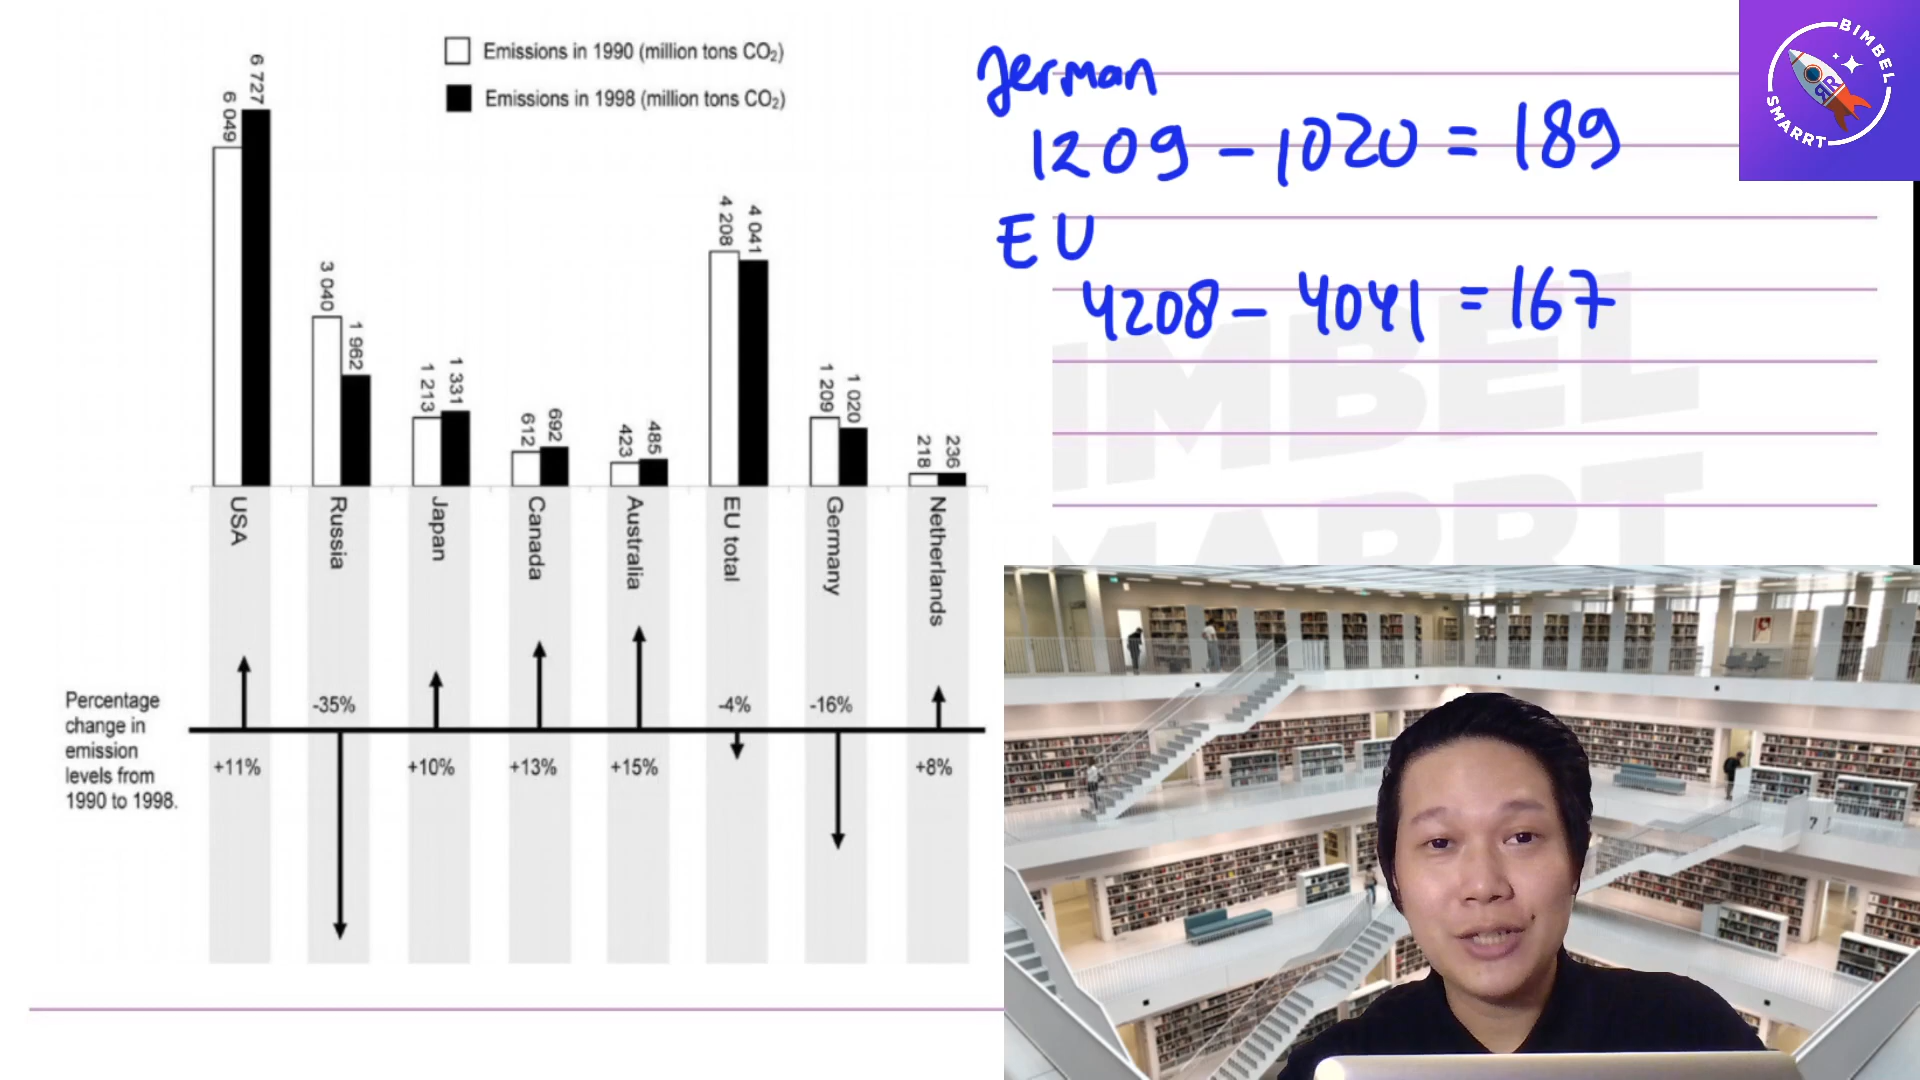 Emissions in 1990 (million tons CO₂)
Emissions in 1998 (million tons CO₂)
6 049
6 727
3 040
1 962
1 213
1 331
612
692
423
485
4 208
4 041
1 209
1 020
218
236
USA
Russia
Japan
Canada
Australia
EU total
Germany
Netherlands
Percentage
change in
emission
levels from
1990 to 1998.
-35%
-4%
-16%
+11%
+10%
+13%
+15%
+8%
Jerman
1209 - 1020 = 189
EU
4208 - 4041 = 167
BIMBEL
SMARRT
IMBEL
MARRT
7